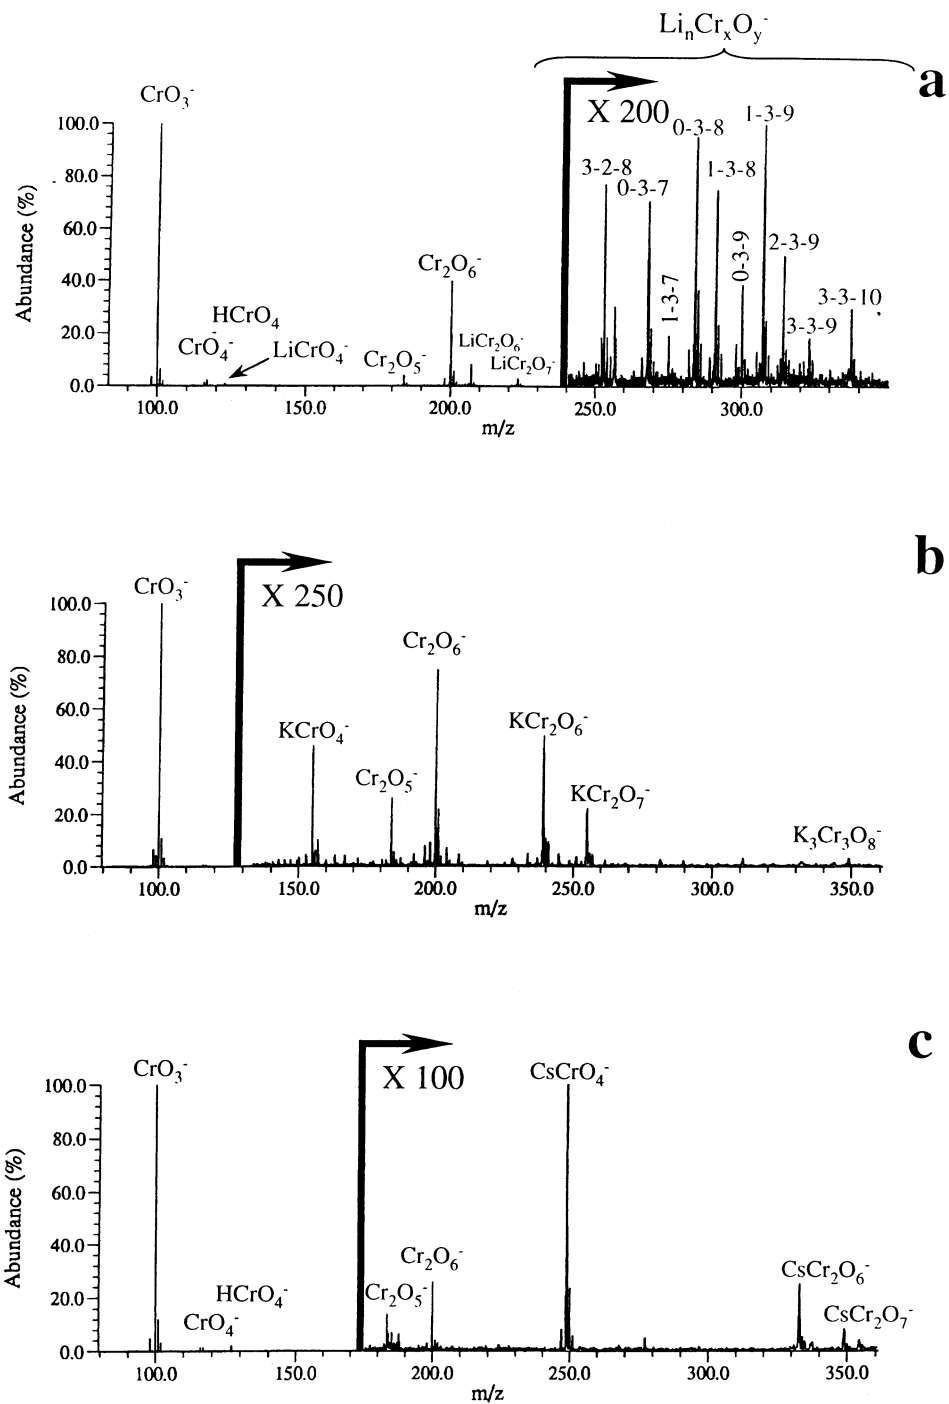 LiₙCrₓOᵧ⁻
a
CrO₃⁻
X 200
0-3-8
1-3-9
100.0
3-2-8
0-3-7
1-3-8
80.0
60.0
Cr₂O₆⁻
1-3-7
0-3-9
2-3-9
40.0
HCrO₄
3-3-10
CrO₄⁻
LiCrO₄⁻
Cr₂O₅⁻
LiCr₂O₆⁻
LiCr₂O₇⁻
3-3-9
20.0
0.0
Abundance (%)
100.0 150.0 200.0 250.0 300.0
m/z
b
CrO₃⁻
X 250
100.0
Cr₂O₆⁻
80.0
KCrO₄⁻
KCr₂O₆⁻
60.0
Cr₂O₅⁻
KCr₂O₇⁻
40.0
K₃Cr₃O₈⁻
20.0
0.0
Abundance (%)
100.0 150.0 200.0 250.0 300.0 350.0
m/z
c
CrO₃⁻
X 100
CsCrO₄⁻
100.0
80.0
60.0
40.0
Cr₂O₆⁻
CsCr₂O₆⁻
HCrO₄⁻
Cr₂O₅⁻
20.0
CrO₄⁻
CsCr₂O₇⁻
0.0
Abundance (%)
100.0 150.0 200.0 250.0 300.0 350.0
m/z